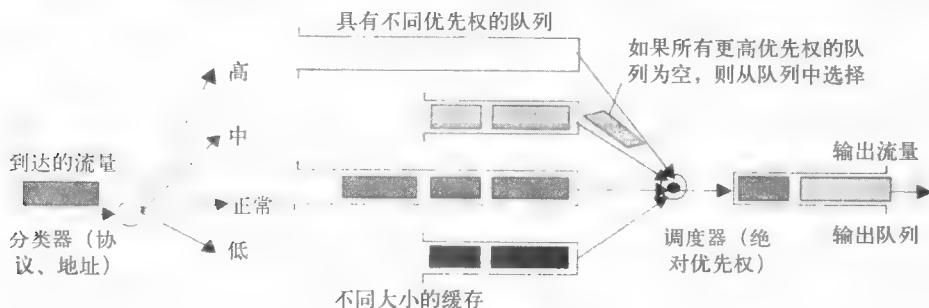 具有不同优先权的队列
如果所有更高优先权的队
列为空，则从队列中选择
高
中
到达的流量
正常
低
分类器（协
议、地址）
输出流量
调度器（绝
对优先权）
输出队列
不同大小的缓存